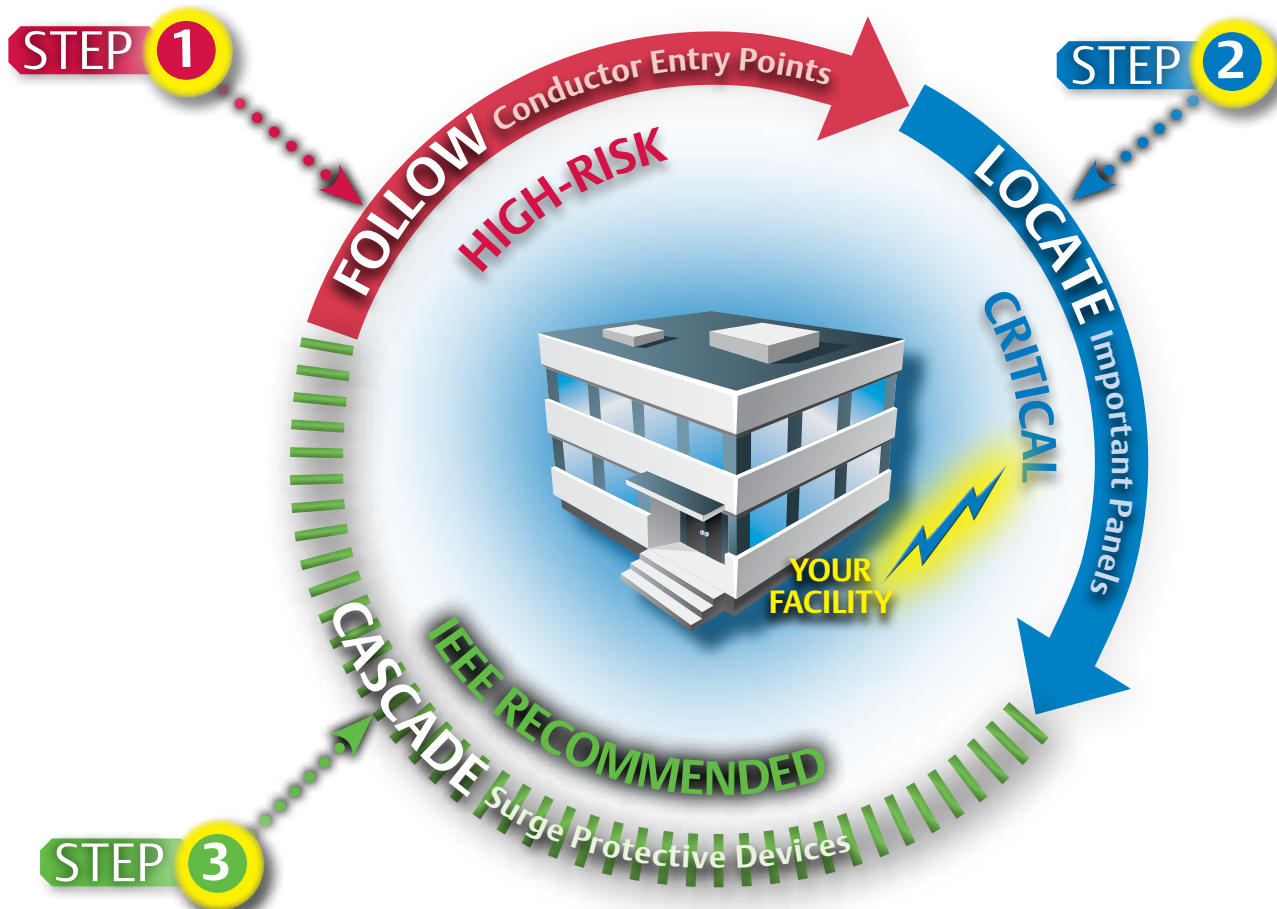 STEP 1
FOLLOW Conductor Entry Points
HIGH-RISK
STEP 2
LOCATE Important Panels
CRITICAL
YOUR
FACILITY
STEP 3
CASCADE Surge Protective Devices
IEEE RECOMMENDED